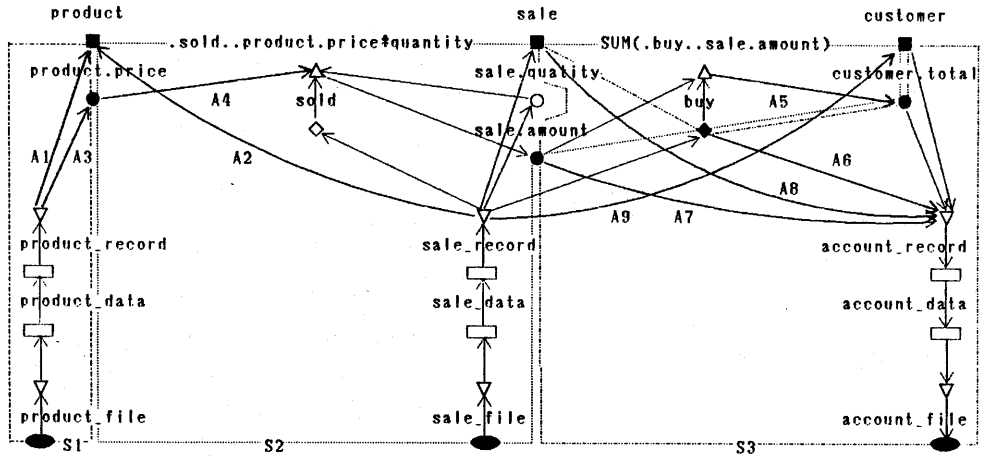 product sale customer
.sold..product.price*quantity SUM(.buy..sale.amount)
product.price sale.quqtity customer.total
A4 sold buy A5
sale.amount
A1 A3 A2 A6
A8
A9 A7
product_record sale_record account_record
product_data sale_data account_data
product_file sale_file account_file
S1 S2 S3